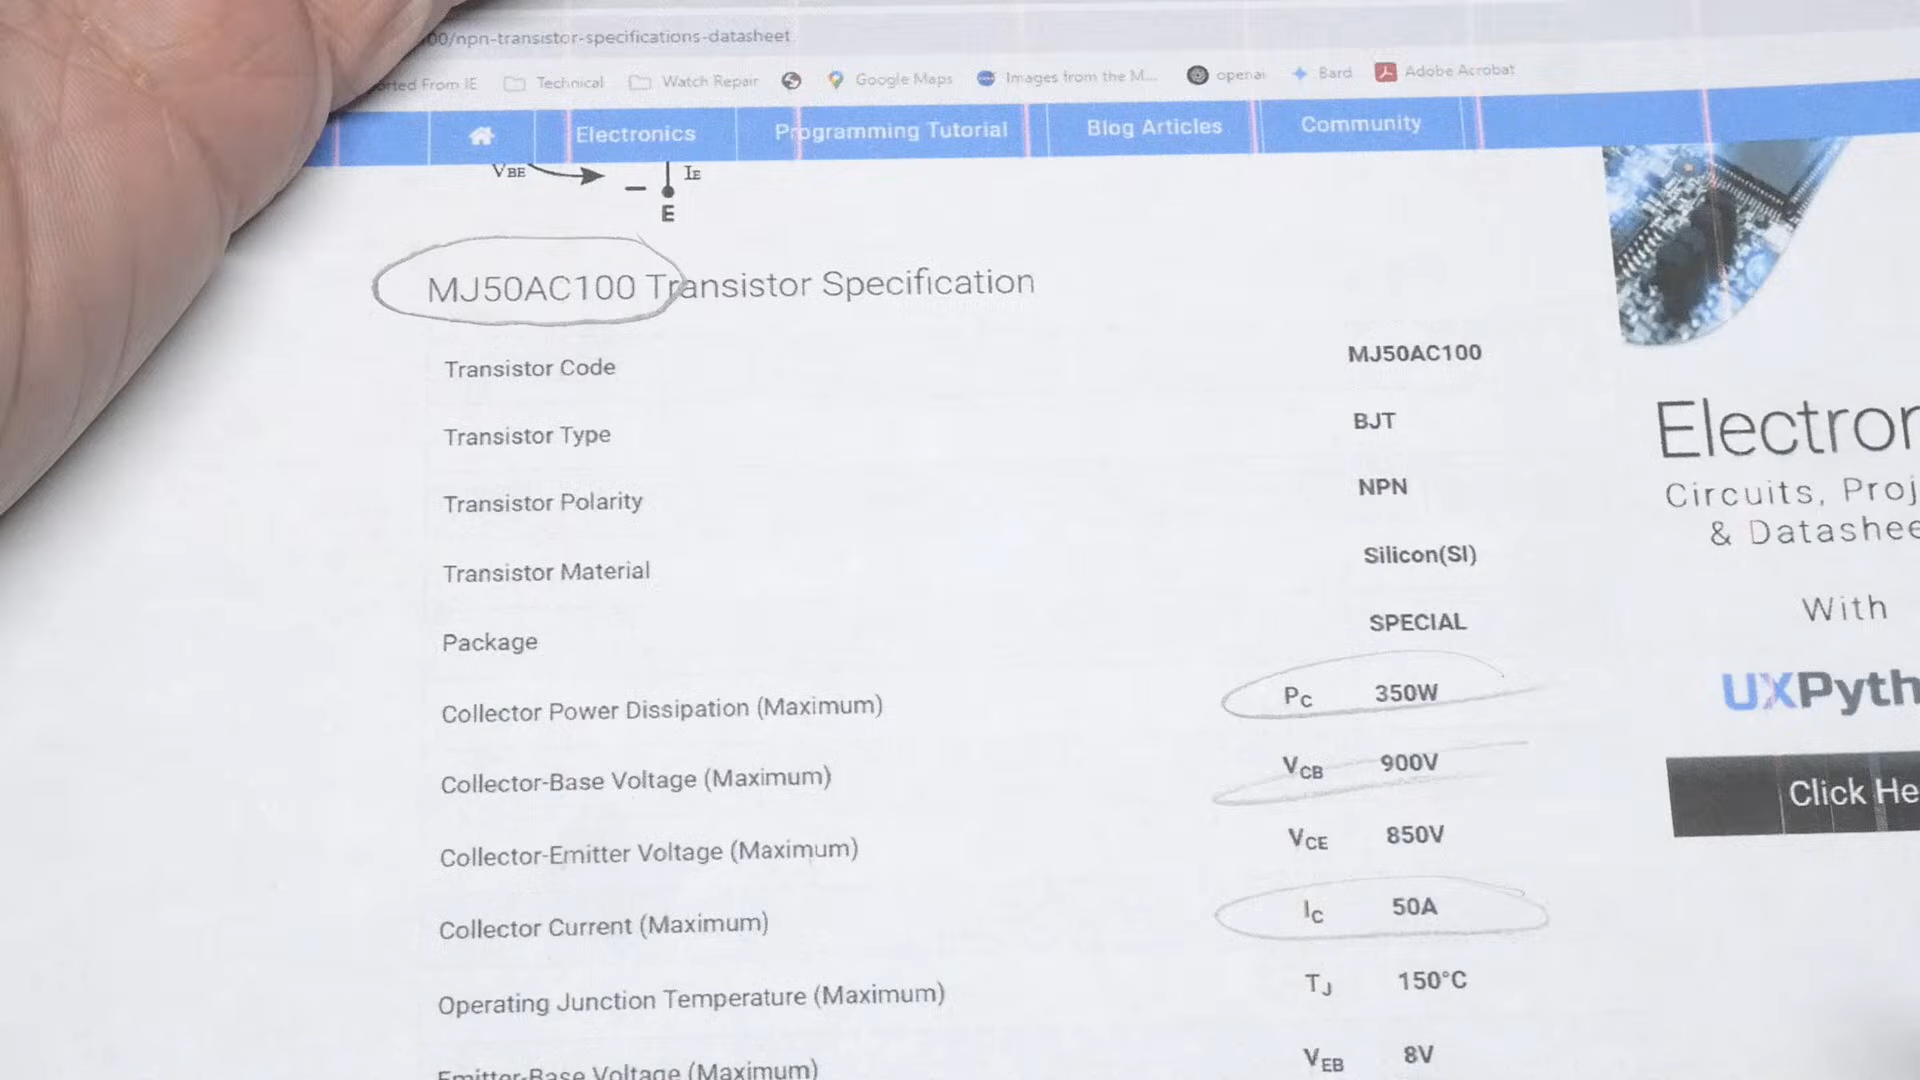 00/npn-transistor-specifications-datasheet
orted From IE Technical Watch Repair Google Maps Images from the M... openai Bard Adobe Acrobat
Electronics Programming Tutorial Blog Articles Community
VBE IE
E
MJ50AC100 Transistor Specification
Transistor Code MJ50AC100
Transistor Type BJT
Transistor Polarity NPN
Transistor Material Silicon(SI)
Package SPECIAL
Collector Power Dissipation (Maximum) PC 350W
Collector-Base Voltage (Maximum) VCB 900V
Collector-Emitter Voltage (Maximum) VCE 850V
Collector Current (Maximum) IC 50A
Operating Junction Temperature (Maximum) TJ 150°C
Emitter-Base Voltage (Maximum) VEB 8V
Electron
Circuits, Proj
& Datashee
With
UXPyth
Click He